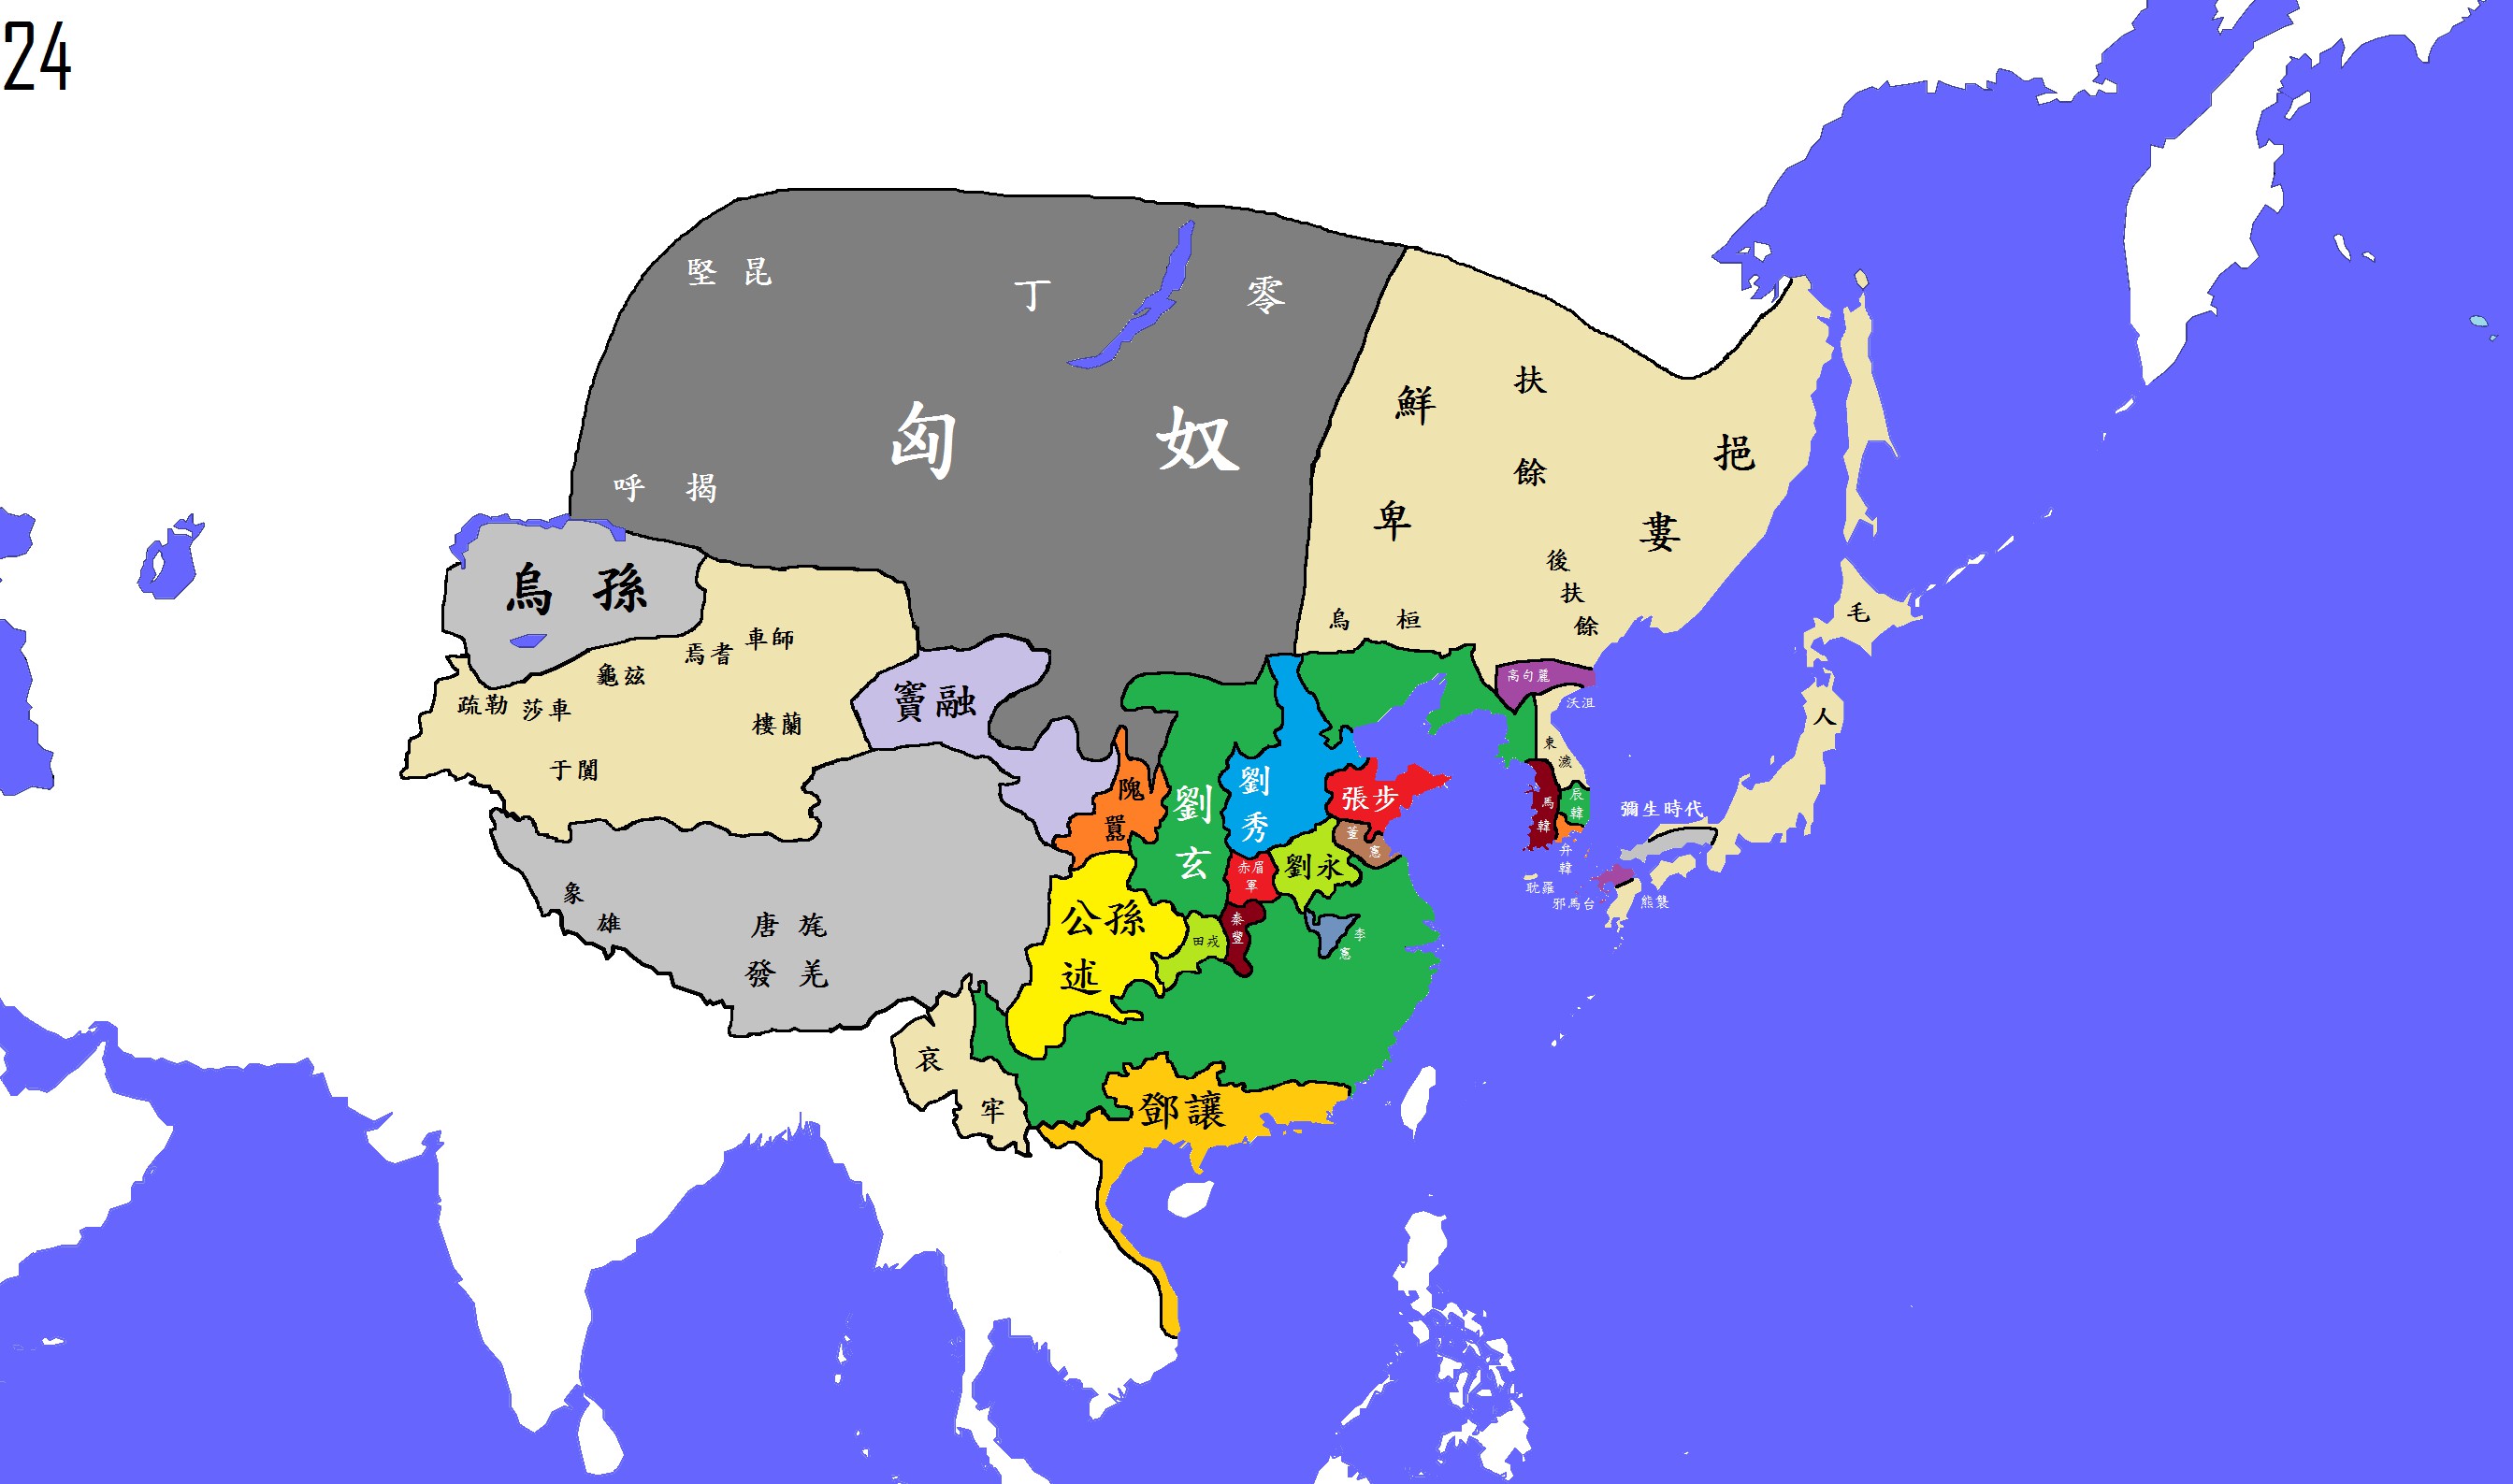 24
堅昆
丁零
匈奴
呼揭
鮮卑
扶餘
挹婁
後扶餘
烏桓
烏孫
車師
焉耆
龜茲
疏勒
莎車
樓蘭
于闐
竇融
高句麗
沃沮
東濊
馬韓
辰韓
弁韓
耽羅
彌生時代
邪馬台
熊襲
毛人
隗囂
劉玄
劉秀
張步
董憲
劉永
赤眉軍
秦豐
田戎
李憲
公孫述
象雄
唐旄
發羌
哀牢
鄧讓